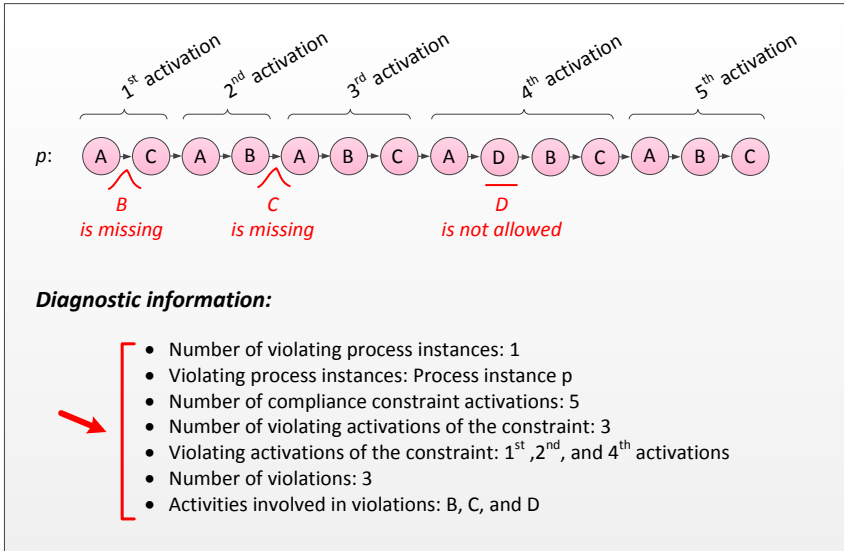 1st activation 2nd activation 3rd activation 4th activation 5th activation
p: A C A B A B C A D B C A B C
B C D
is missing is missing is not allowed
Diagnostic information:
• Number of violating process instances: 1
• Violating process instances: Process instance p
• Number of compliance constraint activations: 5
• Number of violating activations of the constraint: 3
• Violating activations of the constraint: 1st ,2nd, and 4th activations
• Number of violations: 3
• Activities involved in violations: B, C, and D